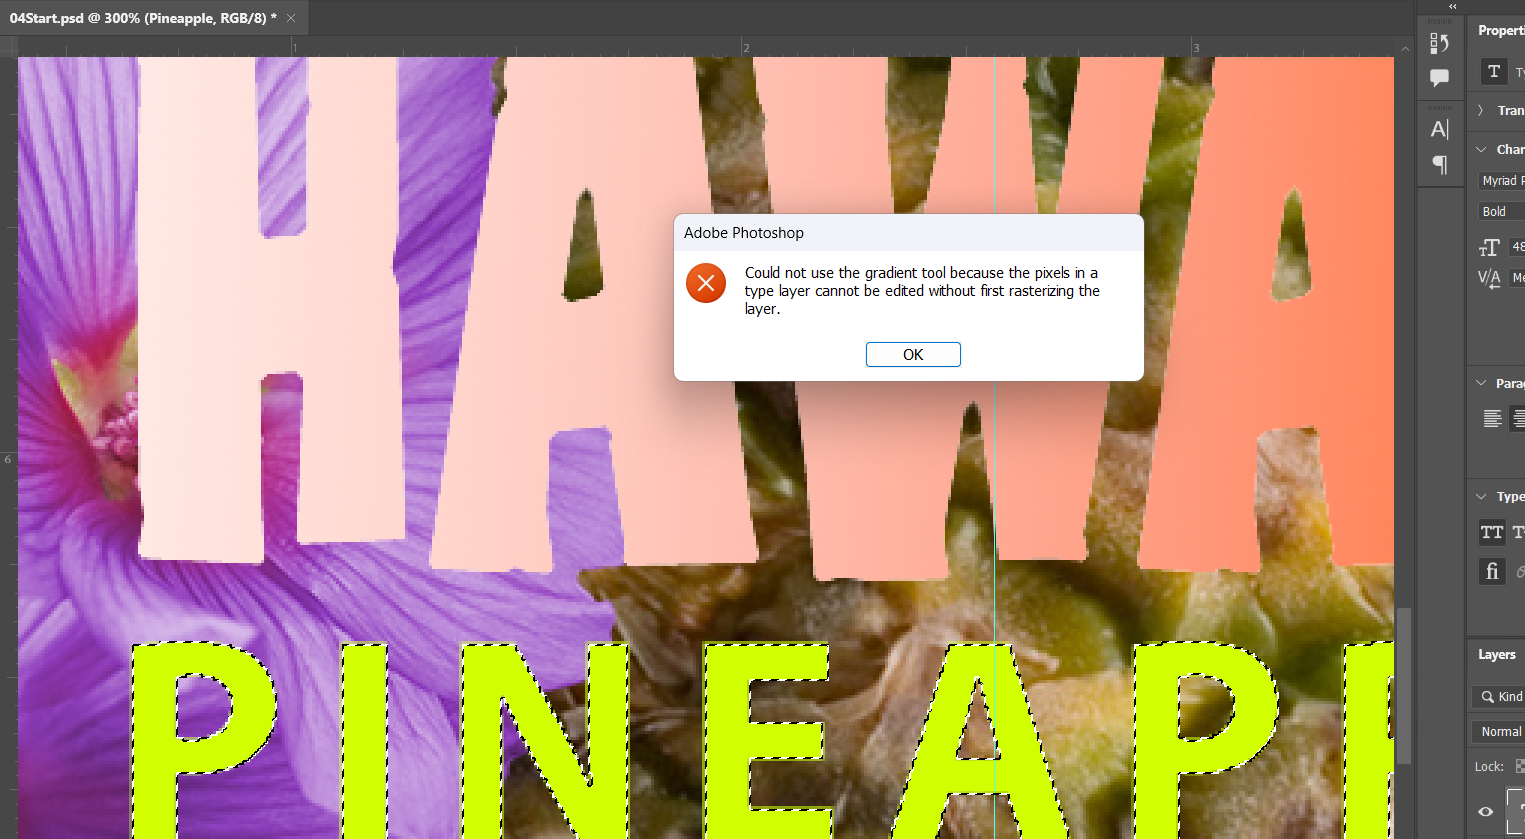 04Start.psd @ 300% (Pineapple, RGB/8) *
1
2
3
6
HAWA
Adobe Photoshop
Could not use the gradient tool because the pixels in a
type layer cannot be edited without first rasterizing the
layer.
OK
PINEAP
Properti
T
Ty
Tran
Char
Myriad P
Bold
48
Me
Para
Type
TT
fi
Layers
Kind
Normal
Lock: